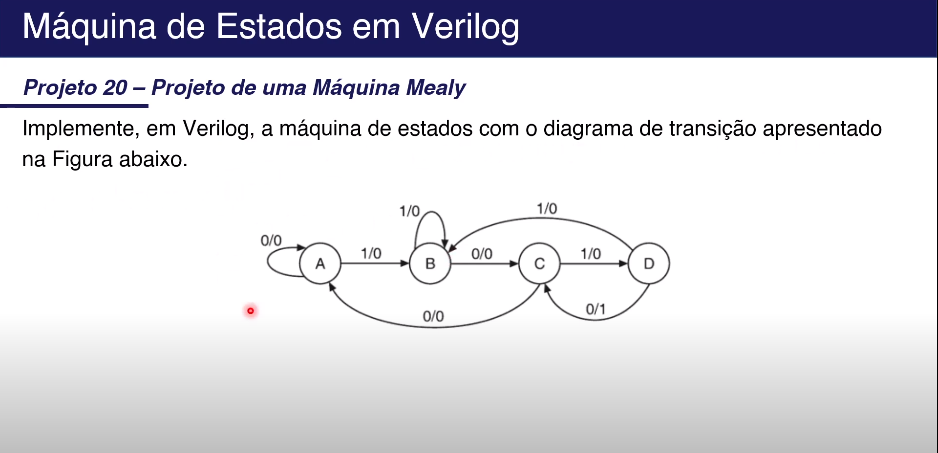 Máquina de Estados em Verilog
Projeto 20 – Projeto de uma Máquina Mealy
Implemente, em Verilog, a máquina de estados com o diagrama de transição apresentado
na Figura abaixo.
1/0
1/0
0/0
1/0
0/0
1/0
A
B
C
D
0/0
0/1